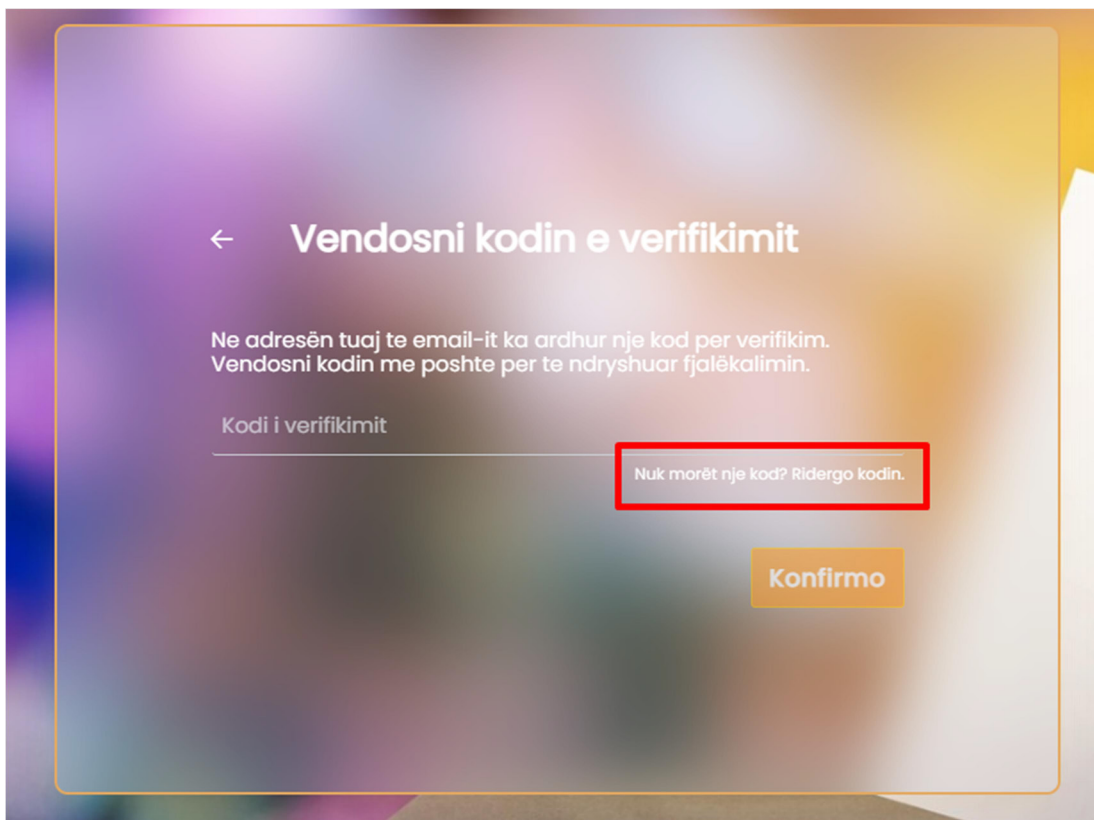 ← Vendosni kodin e verifikimit
Ne adresën tuaj te email-it ka ardhur nje kod per verifikim.
Vendosni kodin me poshte per te ndryshuar fjalëkalimin.
Kodi i verifikimit
Nuk morët nje kod? Ridergo kodin.
Konfirmo